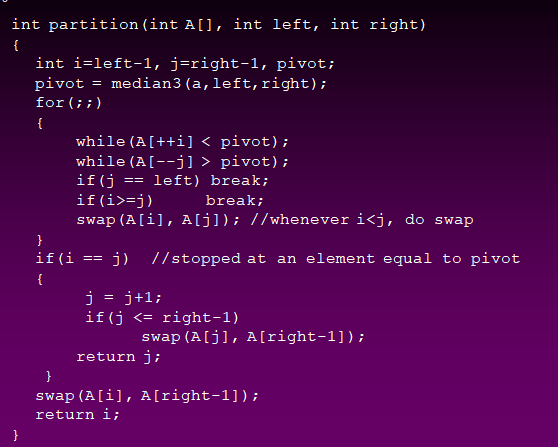 int partition(int A[], int left, int right)
{
int i=left-1, j=right-1, pivot;
pivot = median3(a,left,right);
for(;;)
{
while(A[++i] < pivot);
while(A[--j] > pivot);
if(j == left) break;
if(i>=j) break;
swap(A[i], A[j]); //whenever i<j, do swap
}
if(i == j) //stopped at an element equal to pivot
{
j = j+1;
if(j <= right-1)
swap(A[j], A[right-1]);
return j;
}
swap(A[i], A[right-1]);
return i;
}